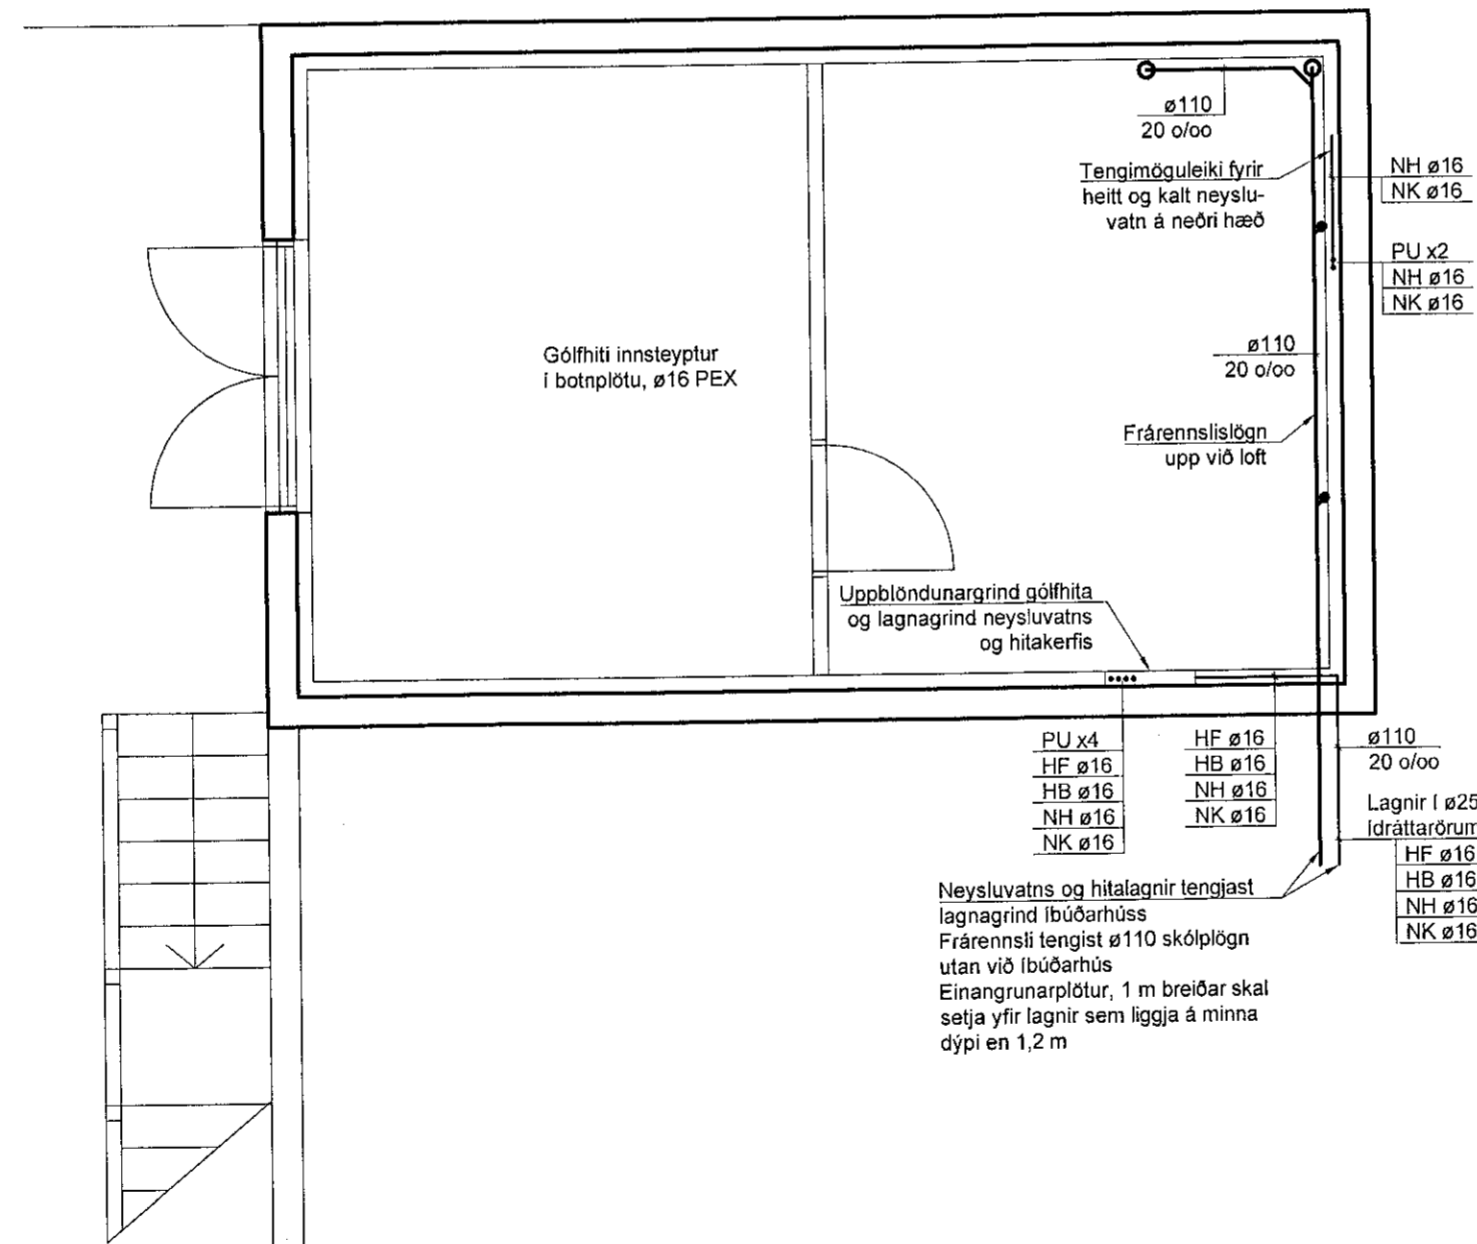 ø110
20 o/oo
Tengimöguleiki fyrir
heitt og kalt neyslu-
vatn á neðri hæð
NH ø16
NK ø16
PU x2
NH ø16
NK ø16
Gólfhiti innsteyptur
í botnplötu, ø16 PEX
ø110
20 o/oo
Frárennslislögn
upp við loft
Uppblöndunargrind gólfhita
og lagnagrind neysluvatns
og hitakerfis
PU x4
HF ø16
HB ø16
NH ø16
NK ø16
HF ø16
HB ø16
NH ø16
NK ø16
ø110
20 o/oo
Lagnir í ø25
ídráttarörum
HF ø16
HB ø16
NH ø16
NK ø16
Neysluvatns og hitalagnir tengjast
lagnagrind íbúðarhúss
Frárennsli tengist ø110 skólplögn
utan við íbúðarhús
Einangrunarplötur, 1 m breiðar skal
setja yfir lagnir sem liggja á minna
dýpi en 1,2 m